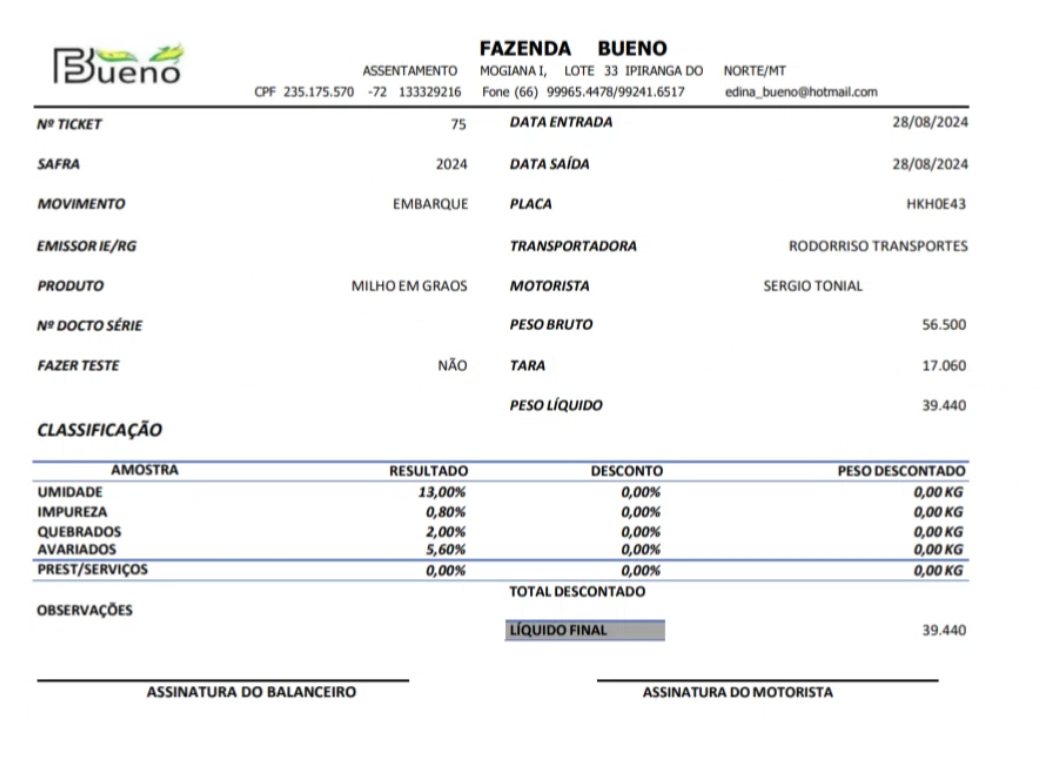 Bueno
FAZENDA BUENO
ASSENTAMENTO MOGIANA I, LOTE 33 IPIRANGA DO NORTE/MT
CPF 235.175.570 -72 133329216 Fone (66) 99965.4478/99241.6517 edina_bueno@hotmail.com
Nº TICKET 75 DATA ENTRADA 28/08/2024
SAFRA 2024 DATA SAÍDA 28/08/2024
MOVIMENTO EMBARQUE PLACA HKH0E43
EMISSOR IE/RG TRANSPORTADORA RODORRISO TRANSPORTES
PRODUTO MILHO EM GRAOS MOTORISTA SERGIO TONIAL
Nº DOCTO SÉRIE PESO BRUTO 56.500
FAZER TESTE NÃO TARA 17.060
PESO LÍQUIDO 39.440
CLASSIFICAÇÃO
AMOSTRA RESULTADO DESCONTO PESO DESCONTADO
UMIDADE 13,00% 0,00% 0,00 KG
IMPUREZA 0,80% 0,00% 0,00 KG
QUEBRADOS 2,00% 0,00% 0,00 KG
AVARIADOS 5,60% 0,00% 0,00 KG
PREST/SERVIÇOS 0,00% 0,00% 0,00 KG
TOTAL DESCONTADO
OBSERVAÇÕES
LÍQUIDO FINAL 39.440
ASSINATURA DO BALANCEIRO ASSINATURA DO MOTORISTA